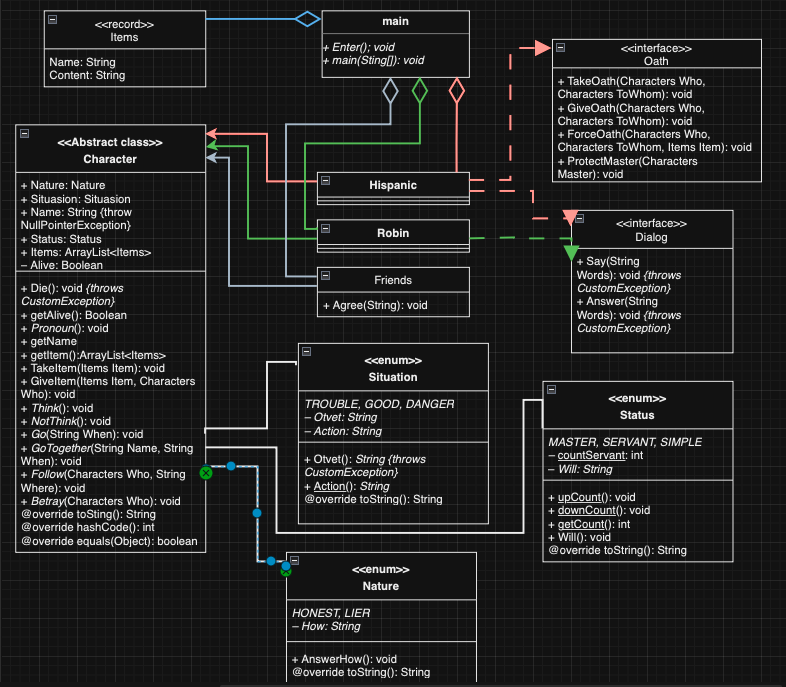 <<record>>
Items
Name: String
Content: String
main
+ Enter(); void
+ main(Sting[]): void
<<interface>>
Oath
+ TakeOath(Characters Who,
Characters ToWhom): void
+ GiveOath(Characters Who,
Characters ToWhom): void
+ ForceOath(Characters Who,
Characters ToWhom, Items Item): void
+ ProtectMaster(Characters
Master): void
<<Abstract class>>
Character
+ Nature: Nature
+ Situasion: Situasion
+ Name: String {throw
NullPointerException}
+ Status: Status
+ Items: ArrayList<Items>
– Alive: Boolean
+ Die(): void {throws
CustomException}
+ getAlive(): Boolean
+ Pronoun(): void
+ getName
+ getItem():ArrayList<Items>
+ TakeItem(Items Item): void
+ GiveItem(Items Item, Characters
Who): void
+ Think(): void
+ NotThink(): void
+ Go(String When): void
+ GoTogether(String Name, String
When): void
+ Follow(Characters Who, String
Where): void
+ Betray(Characters Who): void
@override toSting(): String
@override hashCode(): int
@override equals(Object): boolean
Hispanic
Robin
Friends
+ Agree(String): void
<<interface>>
Dialog
+ Say(String
Words): void {throws
CustomException}
+ Answer(String
Words): void {throws
CustomException}
<<enum>>
Situation
TROUBLE, GOOD, DANGER
– Otvet: String
– Action: String
+ Otvet(): String {throws
CustomException}
+ Action(): String
@override toString(): String
<<enum>>
Status
MASTER, SERVANT, SIMPLE
– countServant: int
– Will: String
+ upCount(): void
+ downCount(): void
+ getCount(): int
+ Will(): void
@override toString(): String
<<enum>>
Nature
HONEST, LIER
– How: String
+ AnswerHow(): void
@override toString(): String